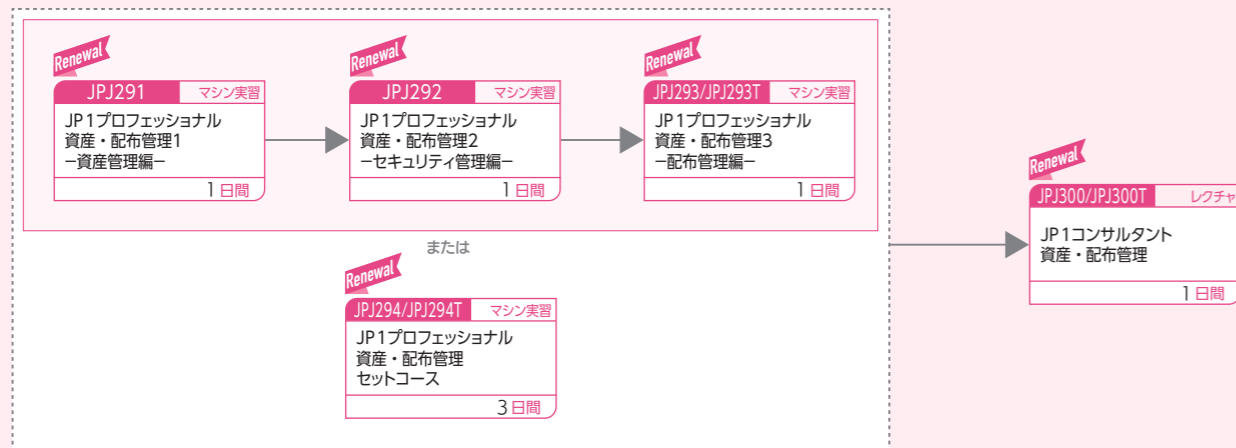 Renewal
JPJ291 マシン実習
JP1プロフェッショナル
資産・配布管理1
−資産管理編−
1日間
Renewal
JPJ292 マシン実習
JP1プロフェッショナル
資産・配布管理2
−セキュリティ管理編−
1日間
Renewal
JPJ293/JPJ293T マシン実習
JP1プロフェッショナル
資産・配布管理3
−配布管理編−
1日間
または
Renewal
JPJ294/JPJ294T マシン実習
JP1プロフェッショナル
資産・配布管理
セットコース
3日間
Renewal
JPJ300/JPJ300T レクチャ
JP1コンサルタント
資産・配布管理
1日間